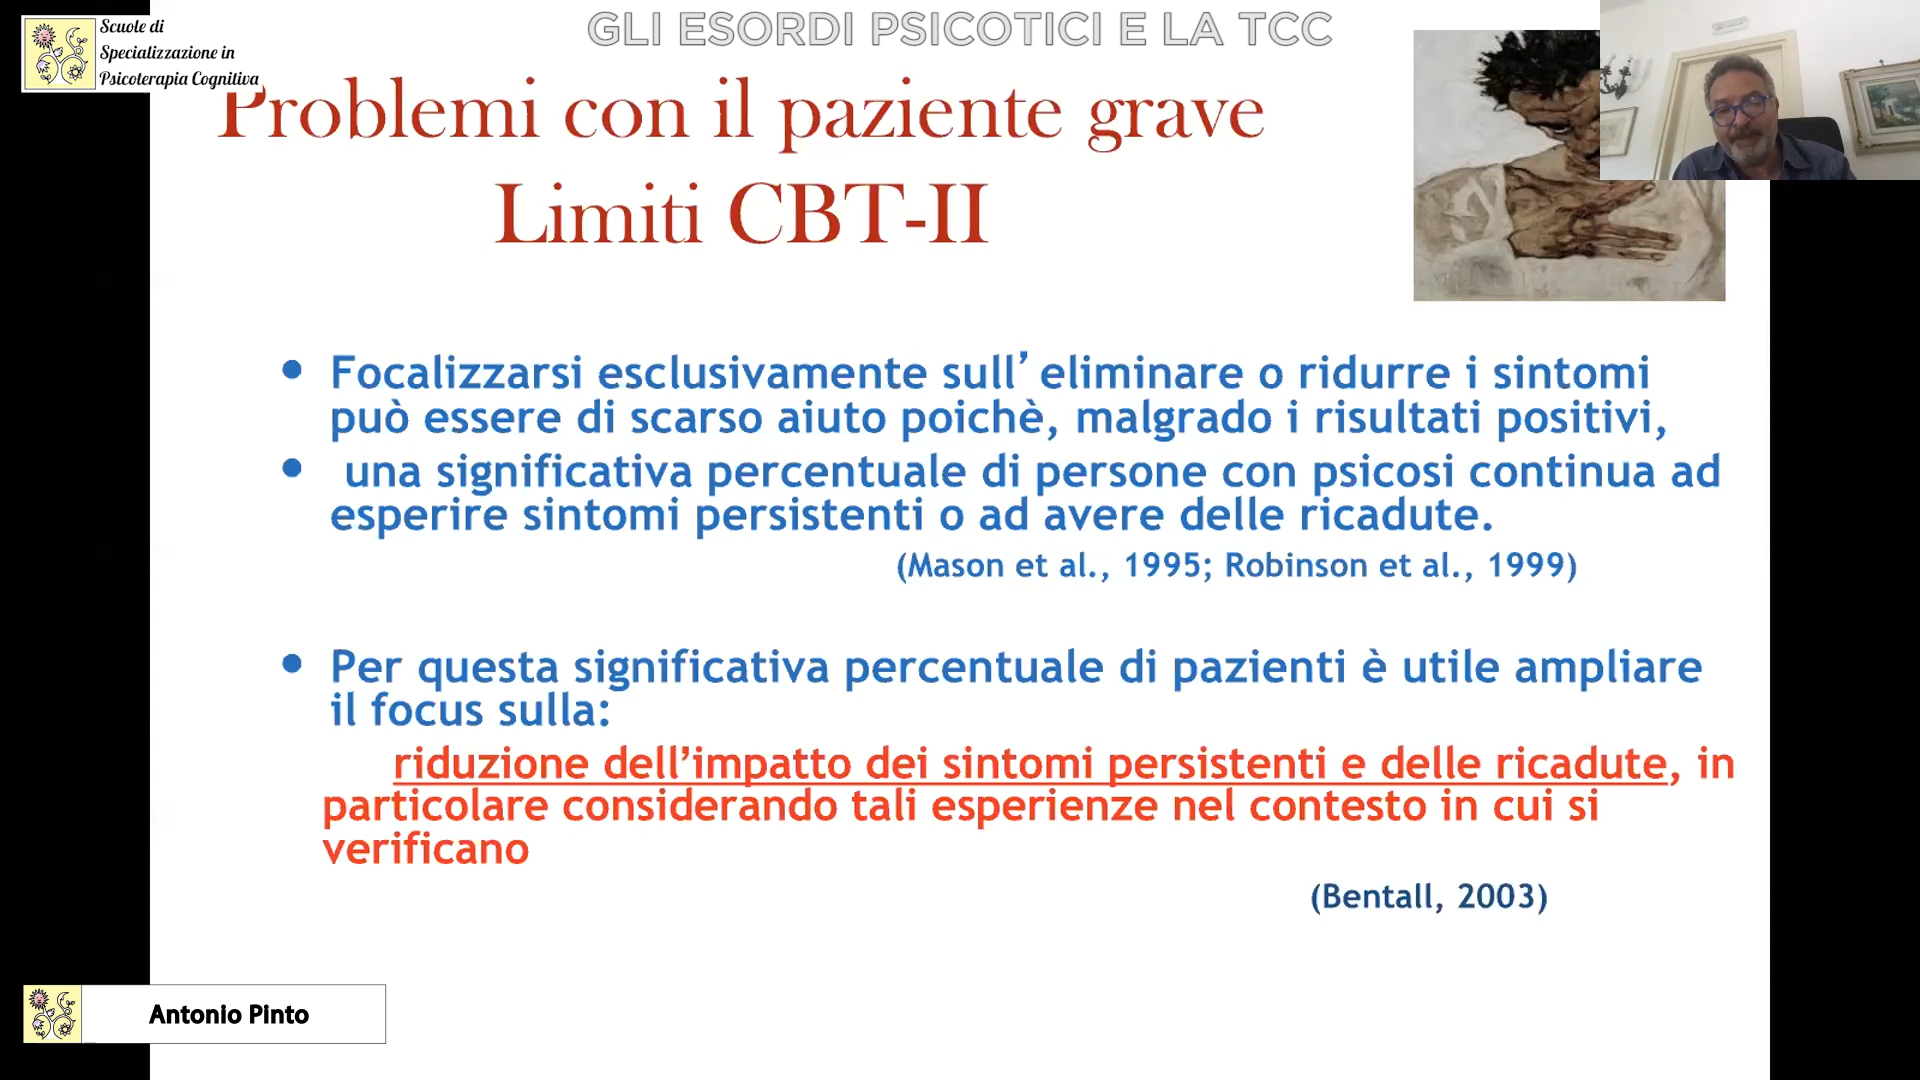 Scuole di
Specializzazione in
Psicoterapia Cognitiva
GLI ESORDI PSICOTICI E LA TCC
Problemi con il paziente grave
Limiti CBT-II
• Focalizzarsi esclusivamente sull’ eliminare o ridurre i sintomi
può essere di scarso aiuto poichè, malgrado i risultati positivi,
• una significativa percentuale di persone con psicosi continua ad
esperire sintomi persistenti o ad avere delle ricadute.
(Mason et al., 1995; Robinson et al., 1999)
• Per questa significativa percentuale di pazienti è utile ampliare
il focus sulla:
riduzione dell’impatto dei sintomi persistenti e delle ricadute, in
particolare considerando tali esperienze nel contesto in cui si
verificano
(Bentall, 2003)
Antonio Pinto